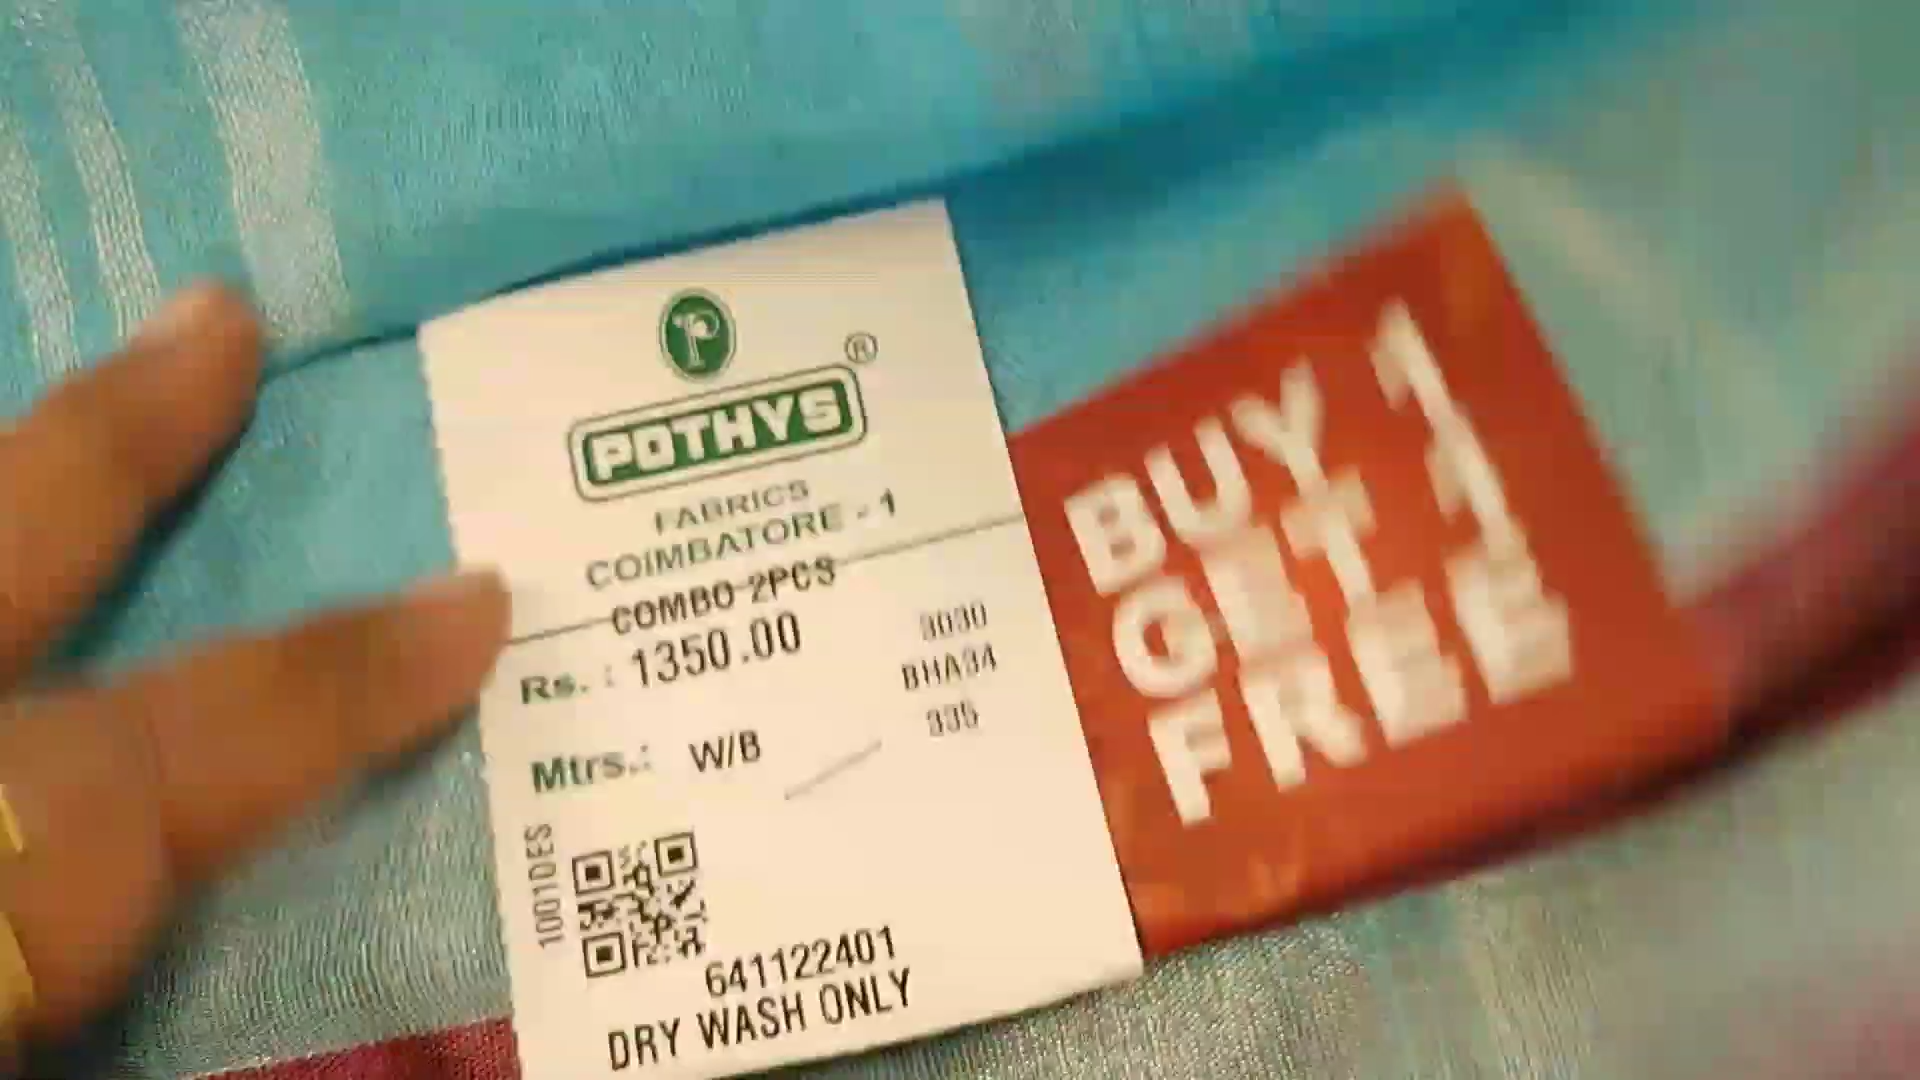 P
POTHYS ®
FABRICS
COIMBATORE - 1
COMBO 2PCS
Rs. : 1350.00
3030
BHA34
335
Mtrs.: W/B
10010ES
641122401
DRY WASH ONLY
BUY 1
GET 1
FREE